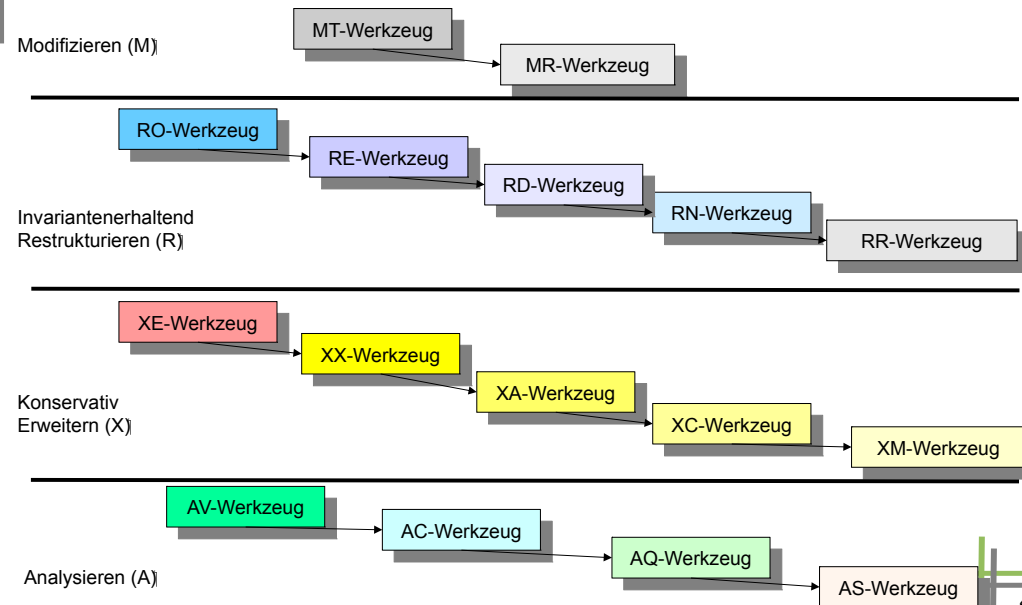 Modifizieren (M)
MT-Werkzeug
MR-Werkzeug
RO-Werkzeug
RE-Werkzeug
RD-Werkzeug
RN-Werkzeug
RR-Werkzeug
Invariantenerhaltend
Restrukturieren (R)
XE-Werkzeug
XX-Werkzeug
XA-Werkzeug
XC-Werkzeug
XM-Werkzeug
Konservativ
Erweitern (X)
AV-Werkzeug
AC-Werkzeug
AQ-Werkzeug
AS-Werkzeug
Analysieren (A)